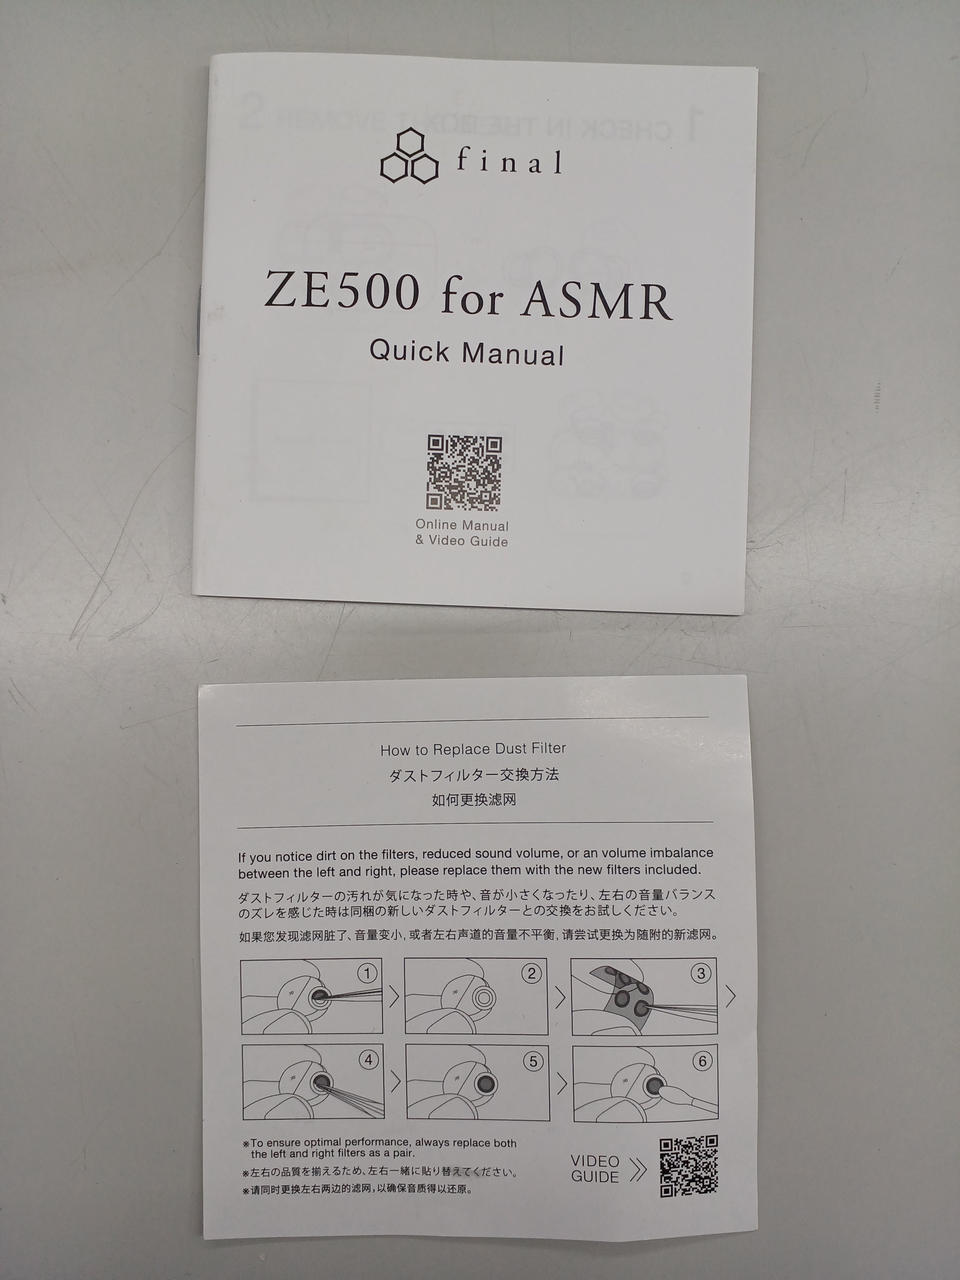 final
ZE500 for ASMR
Quick Manual
Online Manual
& Video Guide
How to Replace Dust Filter
ダストフィルター交換方法
如何更换滤网
If you notice dirt on the filters, reduced sound volume, or an volume imbalance
between the left and right, please replace them with the new filters included.
ダストフィルターの汚れが気になった時や、音が小さくなったり、左右の音量バランス
のズレを感じた時は同梱の新しいダストフィルターとの交換をお試しください。
如果您发现滤网脏了、音量变小, 或者左右声道的音量不平衡, 请尝试更换为随附的新滤网。
① ② ③
④ ⑤ ⑥
※To ensure optimal performance, always replace both
the left and right filters as a pair.
※左右の品質を揃えるため、左右一緒に貼り替えてください。
※请同时更换左右两边的滤网,以确保音质得以还原。
VIDEO
GUIDE